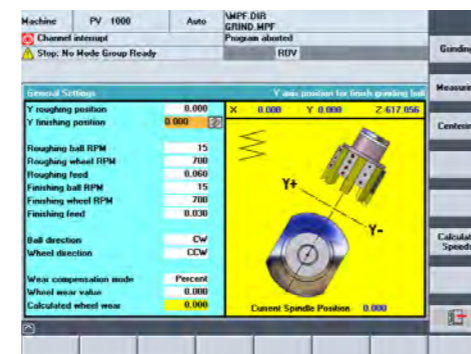 Machine PV 1000 Auto \MPF.DIR
GRIND.MPF
Channel interrupt Program aborted
Stop: No Mode Group Ready ROV
Grinding
General Settings Y axis position for finish grinding ball
Y roughing position 0.000 X 0.000 Y 0.000 Z-617.056
Y finishing position 0.000
Measuring
Centering
Roughing ball RPM 15
Roughing wheel RPM 700
Roughing feed 0.060
Finishing ball RPM 15
Finishing wheel RPM 700
Finishing feed 0.030
Y+
Y-
Ball direction CW
Wheel direction CCW
Calculate
Speeds
Wear compensation mode Percent
Wheel wear value 0.000
Calculated wheel wear 0.000
Current Spindle Position 0.000